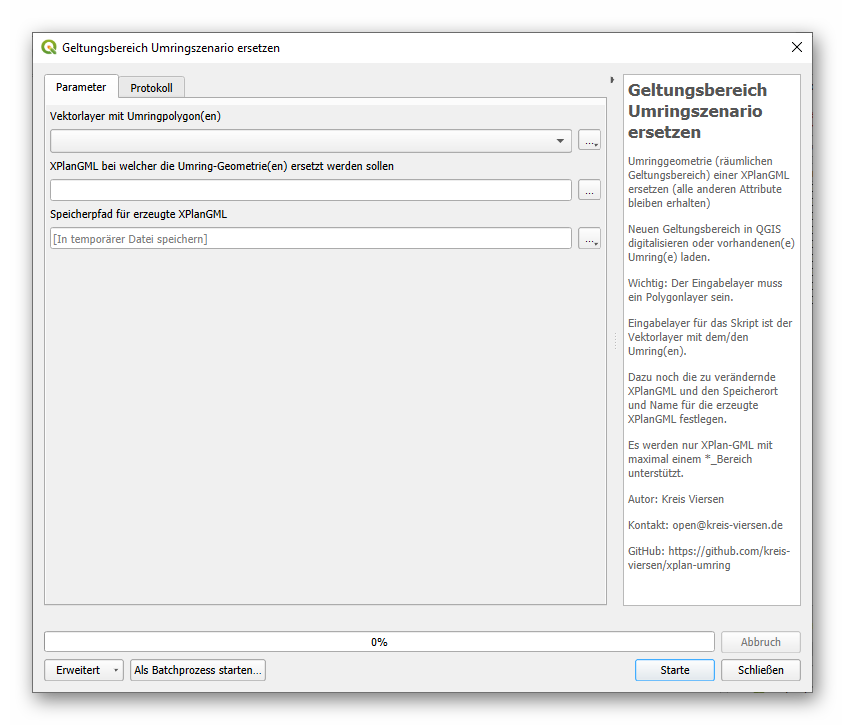 Geltungsbereich Umringszenario ersetzen
Parameter
Protokoll
Vektorlayer mit Umringpolygon(en)
...
XPlanGML bei welcher die Umring-Geometrie(en) ersetzt werden sollen
...
Speicherpfad für erzeugte XPlanGML
[In temporärer Datei speichern]
...
Geltungsbereich
Umringszenario
ersetzen
Umringgeometrie (räumlichen
Geltungsbereich) einer XPlanGML
ersetzen (alle anderen Attribute
bleiben erhalten)
Neuen Geltungsbereich in QGIS
digitalisieren oder vorhandenen(e)
Umring(e) laden.
Wichtig: Der Eingabelayer muss
ein Polygonlayer sein.
Eingabelayer für das Skript ist der
Vektorlayer mit dem/den
Umring(en).
Dazu noch die zu verändernde
XPlanGML und den Speicherort
und Name für die erzeugte
XPlanGML festlegen.
Es werden nur XPlan-GML mit
maximal einem *_Bereich
unterstützt.
Autor: Kreis Viersen
Kontakt: open@kreis-viersen.de
GitHub: https://github.com/kreis-
viersen/xplan-umring
0%
Abbruch
Erweitert
Als Batchprozess starten...
Starte
Schließen